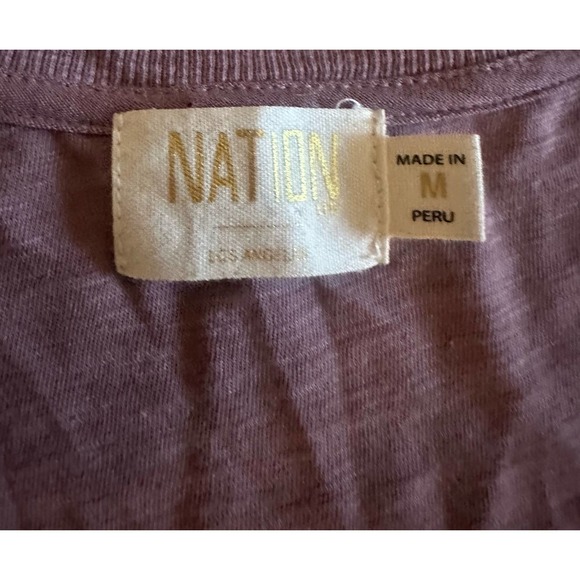 NATION
LOS ANGELES
MADE IN
M
PERU